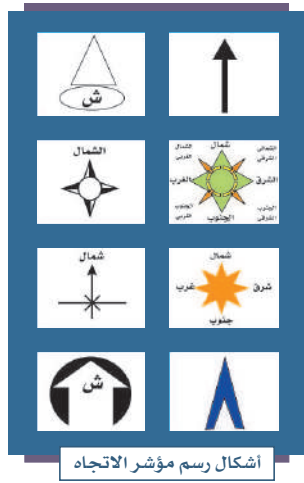 ش
الشمال
شمال
الشمالي الشرقي
الشمال الغربي
الشرق
الغرب
الجنوب الشرقي
الجنوب الغربي
الجنوب
شمال
شمال
شرق
غرب
جنوب
ش
أشكال رسم مؤشر الاتجاه